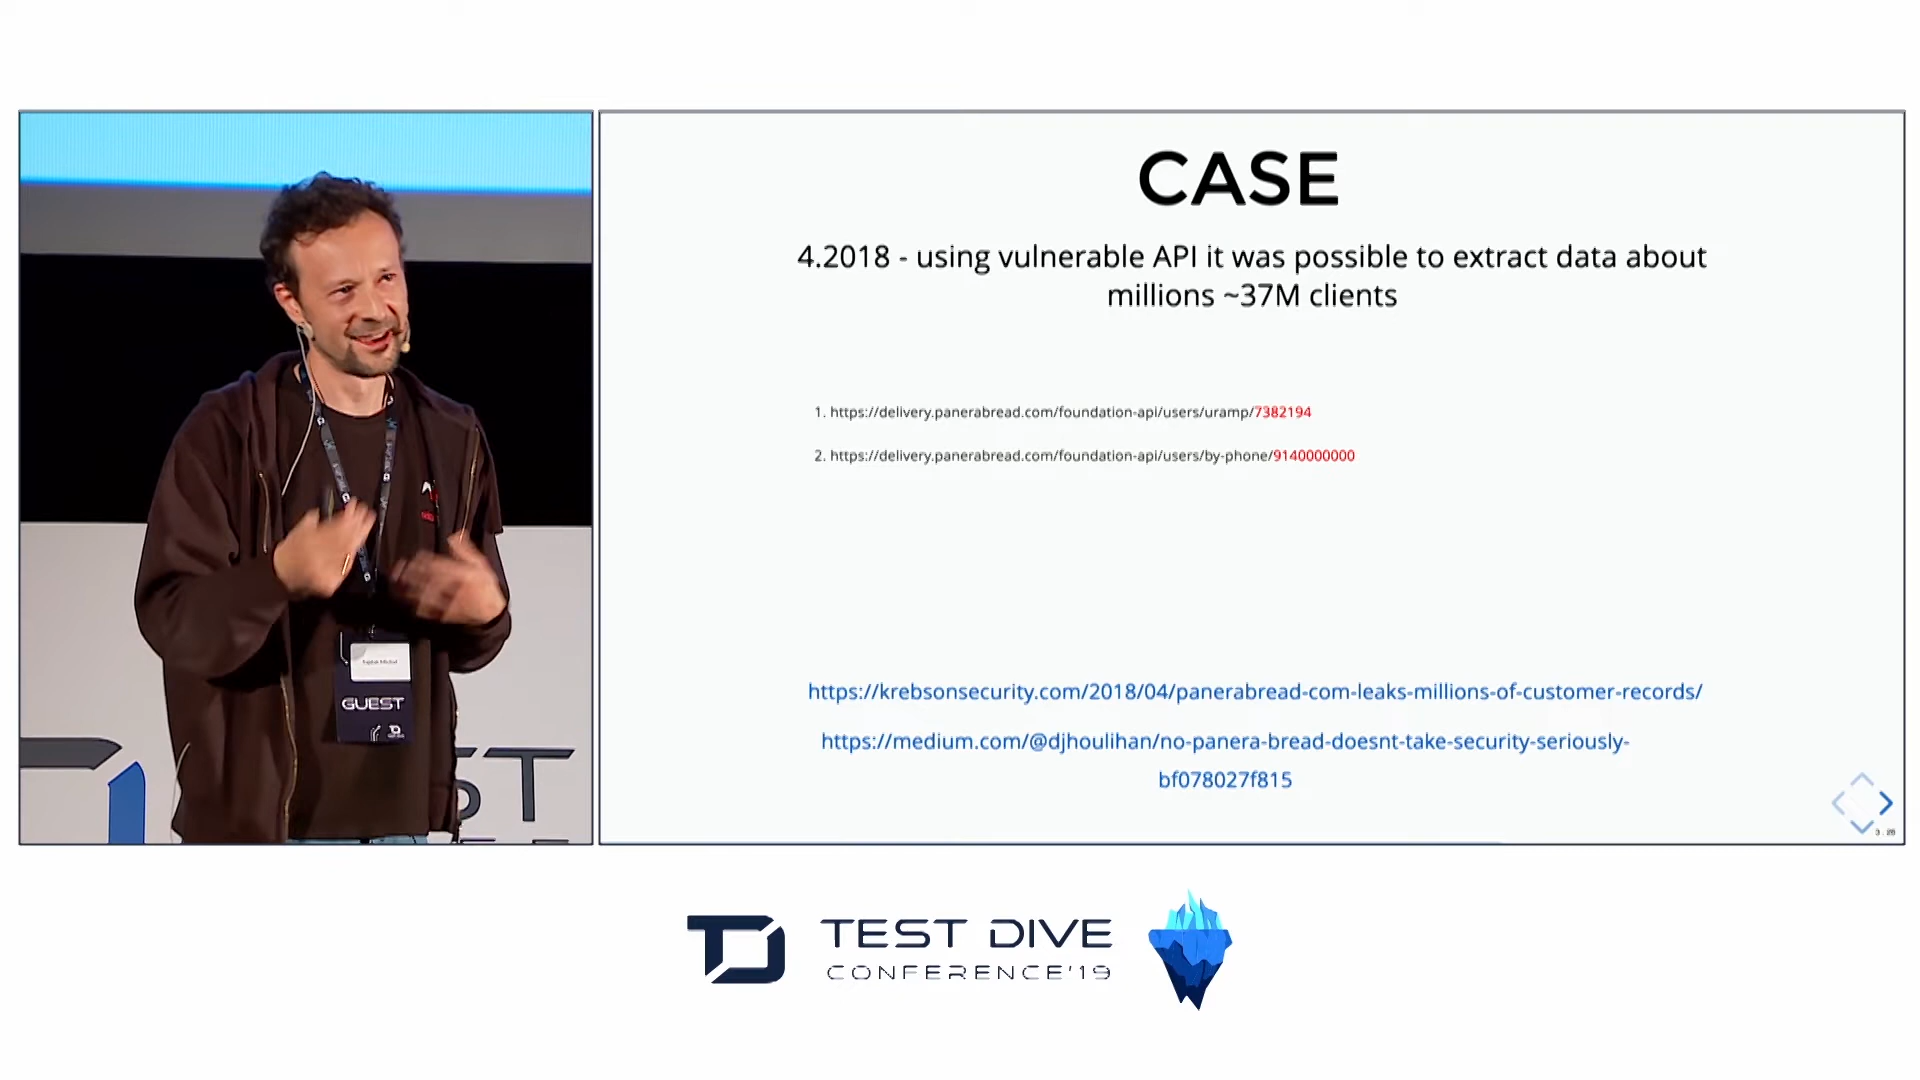 CASE
4.2018 - using vulnerable API it was possible to extract data about
millions ~37M clients
1. https://delivery.panerabread.com/foundation-api/users/uramp/7382194
2. https://delivery.panerabread.com/foundation-api/users/by-phone/9140000000
https://krebsonsecurity.com/2018/04/panerabread-com-leaks-millions-of-customer-records/
https://medium.com/@djhoulihan/no-panera-bread-doesnt-take-security-seriously-
bf078027f815
3.28
GUEST
ST
TEST DIVE
CONFERENCE'19